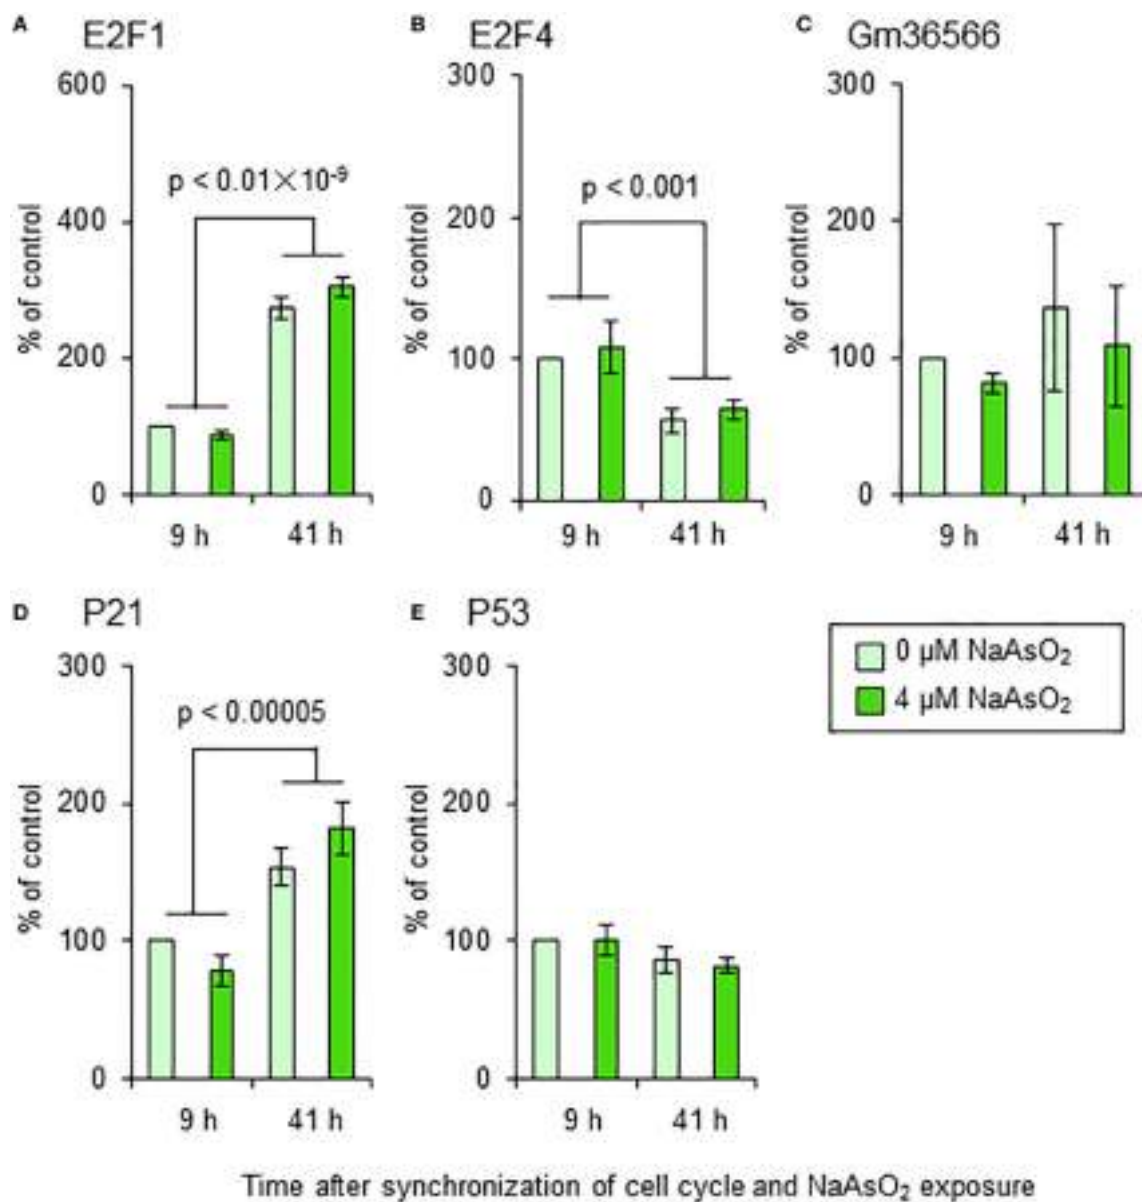 A E2F1
B E2F4
C Gm36566
600
400
200
0
% of control
p < 0.01×10⁻⁹
9 h 41 h
300
200
100
0
% of control
p < 0.001
9 h 41 h
300
200
100
0
% of control
9 h 41 h
D P21
E P53
300
200
100
0
% of control
p < 0.00005
9 h 41 h
300
200
100
0
% of control
9 h 41 h
0 µM NaAsO₂
4 µM NaAsO₂
Time after synchronization of cell cycle and NaAsO₂ exposure